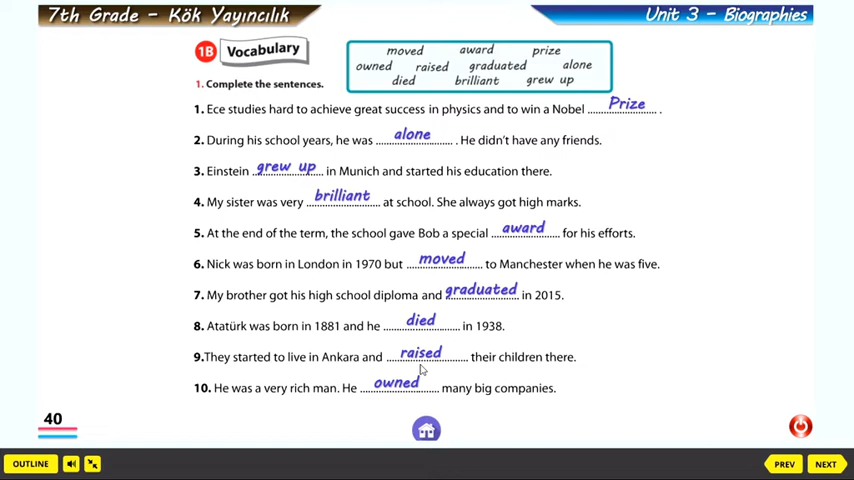 7th Grade - Kök Yayıncılık
Unit 3 - Biographies
1B Vocabulary
moved award prize
owned raised graduated alone
died brilliant grew up
1. Complete the sentences.
1. Ece studies hard to achieve great success in physics and to win a Nobel Prize .
2. During his school years, he was alone . He didn't have any friends.
3. Einstein grew up in Munich and started his education there.
4. My sister was very brilliant at school. She always got high marks.
5. At the end of the term, the school gave Bob a special award for his efforts.
6. Nick was born in London in 1970 but moved to Manchester when he was five.
7. My brother got his high school diploma and graduated in 2015.
8. Atatürk was born in 1881 and he died in 1938.
9.They started to live in Ankara and raised their children there.
10. He was a very rich man. He owned many big companies.
40
OUTLINE
PREV NEXT